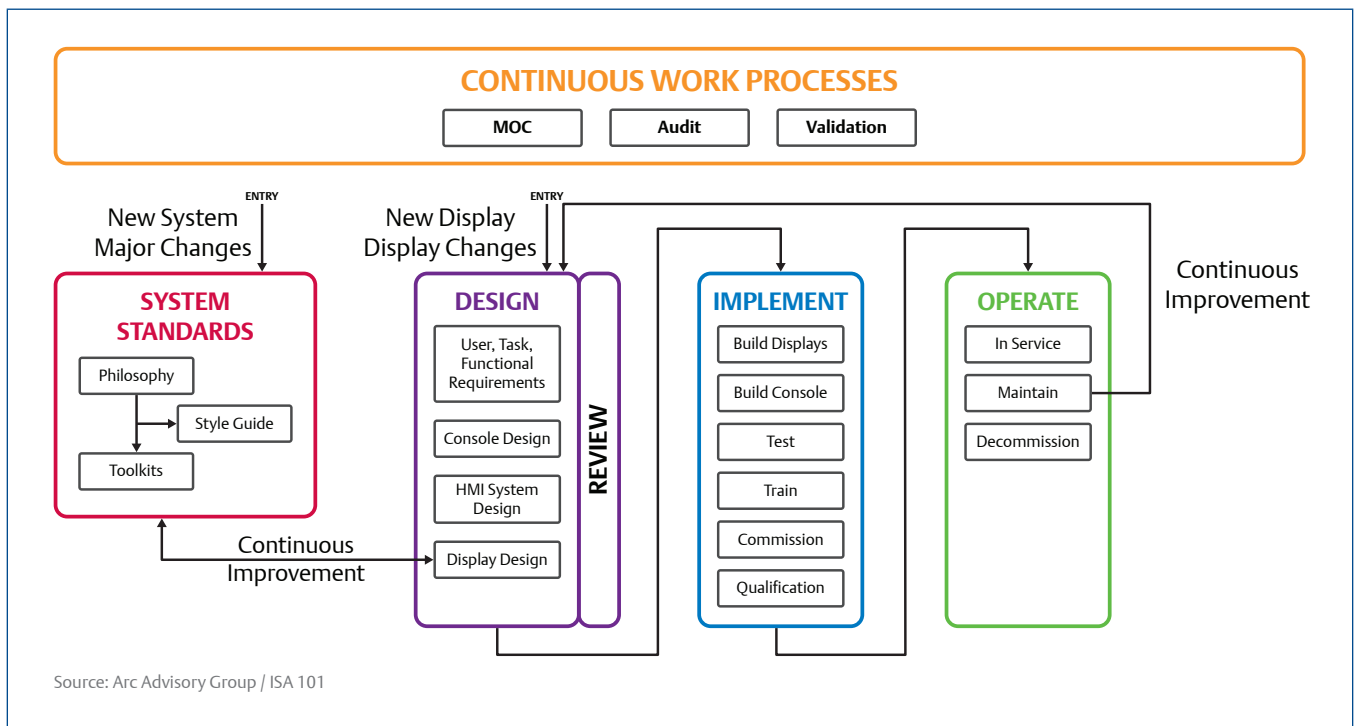 CONTINUOUS WORK PROCESSES
MOC
Audit
Validation
ENTRY
New System
Major Changes
ENTRY
New Display
Display Changes
SYSTEM
STANDARDS
Philosophy
Style Guide
Toolkits
Continuous
Improvement
DESIGN
User, Task,
Functional
Requirements
Console Design
HMI System
Design
Display Design
REVIEW
IMPLEMENT
Build Displays
Build Console
Test
Train
Commission
Qualification
OPERATE
In Service
Maintain
Decommission
Continuous
Improvement
Source: Arc Advisory Group / ISA 101